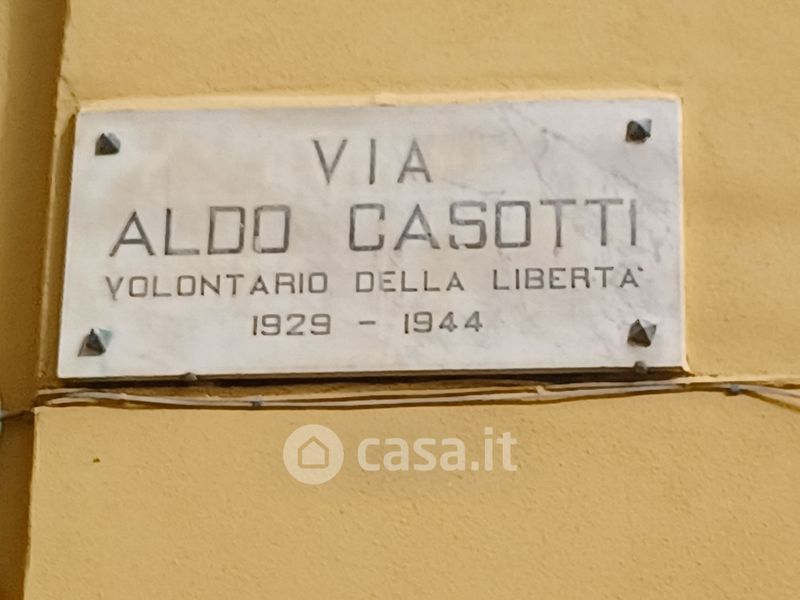 VIA
ALDO CASOTTI
VOLONTARIO DELLA LIBERTA'
1929 - 1944
casa.it